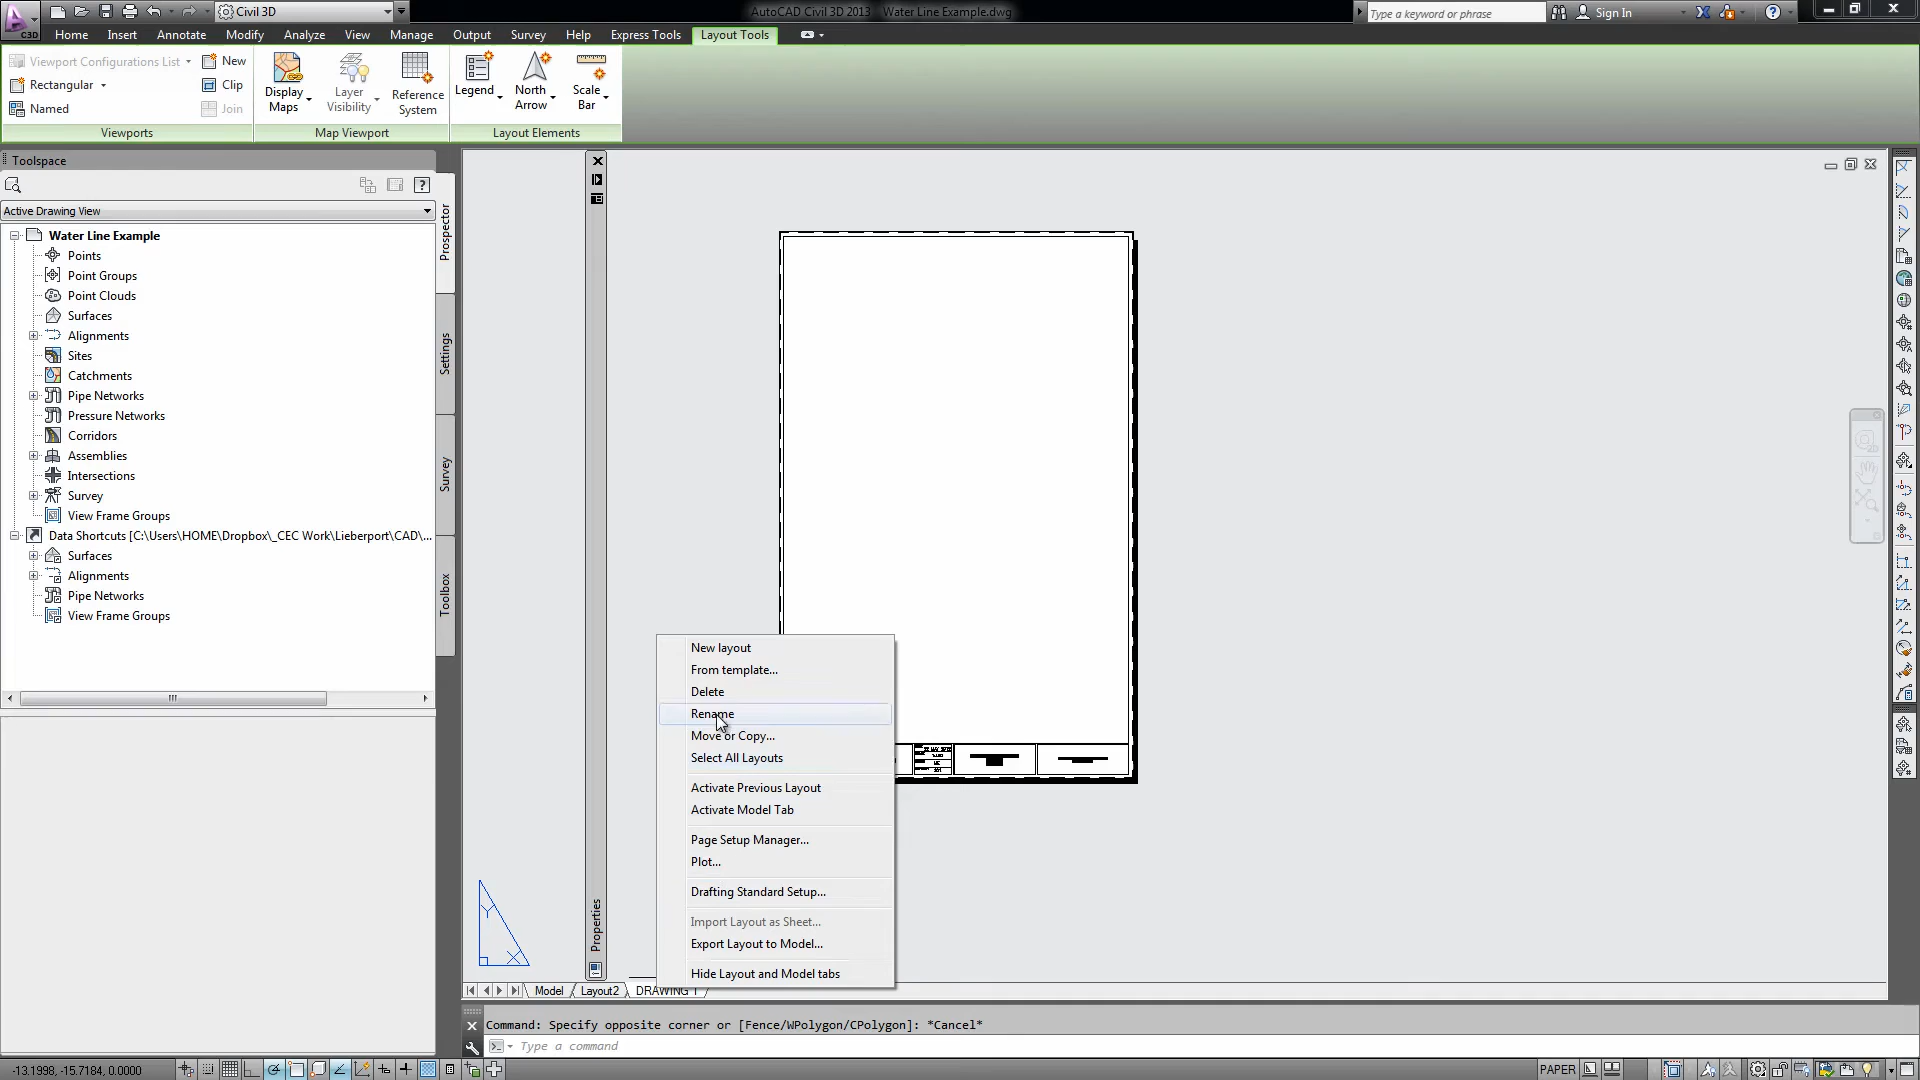 Civil 3D
AutoCAD Civil 3D 2013 Water Line Example.dwg
Type a keyword or phrase
Sign In
C3D
Home Insert Annotate Modify Analyze View Manage Output Survey Help Express Tools Layout Tools
Viewport Configurations List New
Rectangular Clip
Named Join
Display Maps
Layer Visibility
Reference System
Legend
North Arrow
Scale Bar
Viewports Map Viewport Layout Elements
Toolspace
Active Drawing View
Water Line Example
Points
Point Groups
Point Clouds
Surfaces
Alignments
Sites
Catchments
Pipe Networks
Pressure Networks
Corridors
Assemblies
Intersections
Survey
View Frame Groups
Data Shortcuts [C:\Users\HOME\Dropbox\_CEC Work\Lieberport\CAD\...
Surfaces
Alignments
Pipe Networks
View Frame Groups
Prospector
Settings
Survey
Toolbox
Properties
Y
X
New layout
From template...
Delete
Rename
Move or Copy...
Select All Layouts
Activate Previous Layout
Activate Model Tab
Page Setup Manager...
Plot...
Drafting Standard Setup...
Import Layout as Sheet...
Export Layout to Model...
Hide Layout and Model tabs
Model Layout2 DRAWING 1
Command: Specify opposite corner or [Fence/WPolygon/CPolygon]: *Cancel*
Type a command
-13.1998, -15.7184, 0.0000
PAPER